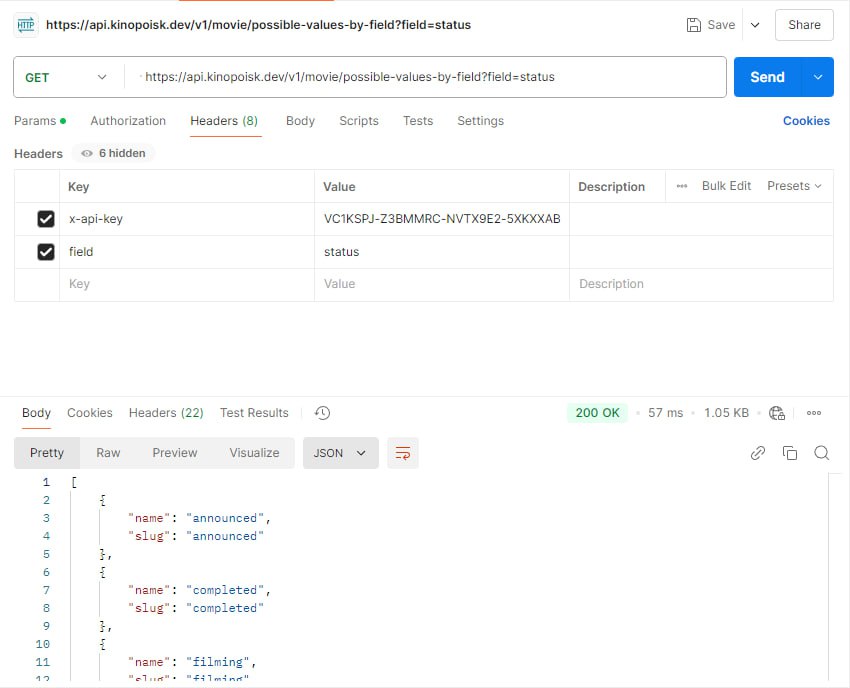 HTTP https://api.kinopoisk.dev/v1/movie/possible-values-by-field?field=status Save Share
GET https://api.kinopoisk.dev/v1/movie/possible-values-by-field?field=status Send
Params Authorization Headers (8) Body Scripts Tests Settings Cookies
Headers 6 hidden
Key Value Description Bulk Edit Presets
x-api-key VC1KSPJ-Z3BMMRC-NVTX9E2-5XKXXAB
field status
Key Value Description
Body Cookies Headers (22) Test Results 200 OK 57 ms 1.05 KB
Pretty Raw Preview Visualize JSON
1 [
2 {
3 "name": "announced",
4 "slug": "announced"
5 },
6 {
7 "name": "completed",
8 "slug": "completed"
9 },
10 {
11 "name": "filming",
12 "slug": "filming"